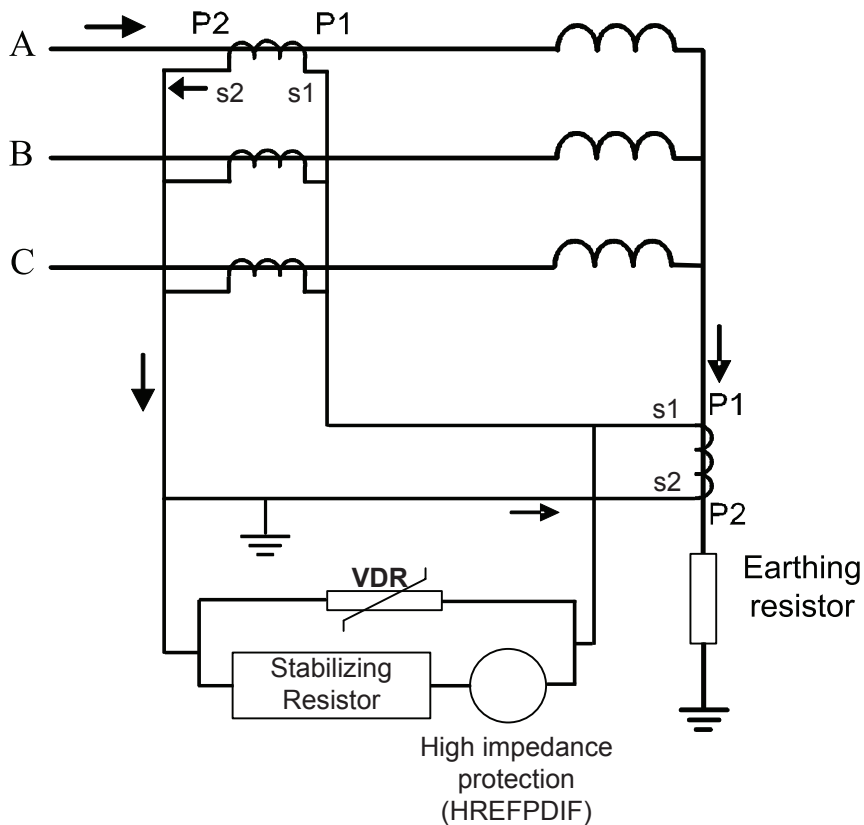 P2
P1
A
s2
s1
B
C
s1
P1
s2
P2
VDR
Earthing
resistor
Stabilizing
Resistor
High impedance
protection
(HREFPDIF)